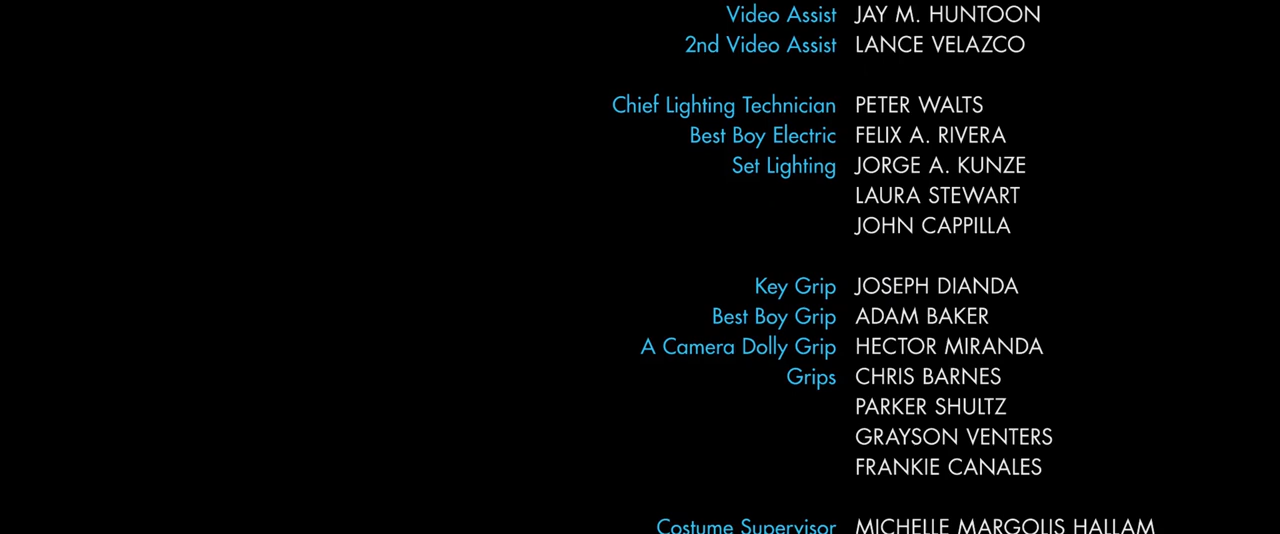 Video Assist JAY M. HUNTOON
2nd Video Assist LANCE VELAZCO
Chief Lighting Technician PETER WALTS
Best Boy Electric FELIX A. RIVERA
Set Lighting JORGE A. KUNZE
LAURA STEWART
JOHN CAPPILLA
Key Grip JOSEPH DIANDA
Best Boy Grip ADAM BAKER
A Camera Dolly Grip HECTOR MIRANDA
Grips CHRIS BARNES
PARKER SHULTZ
GRAYSON VENTERS
FRANKIE CANALES
Costume Supervisor MICHELLE MARGOLIS HALLAM